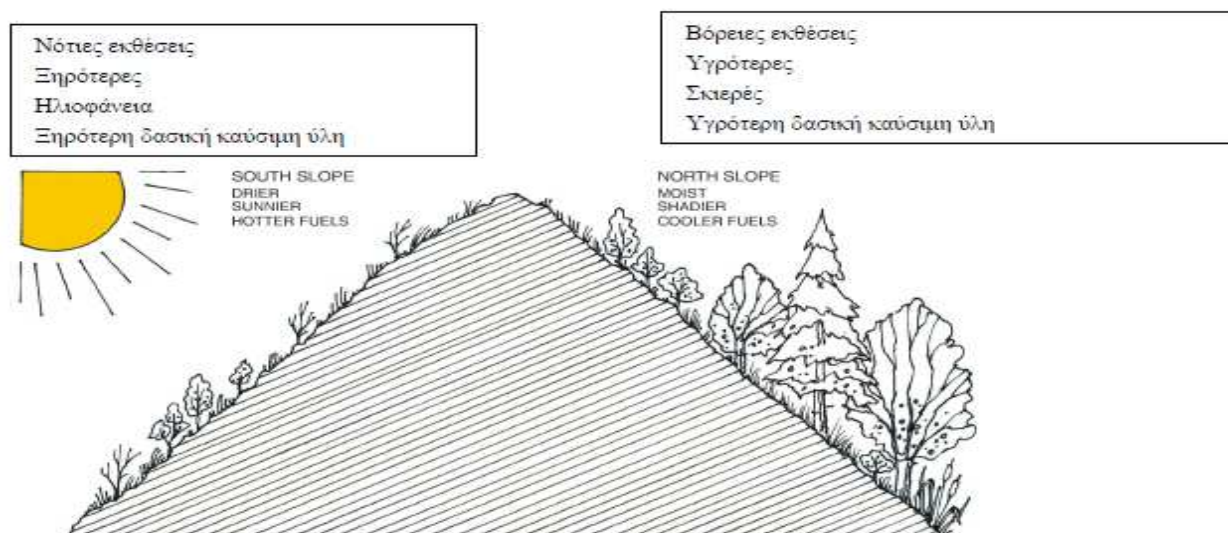 Νότιες εκθέσεις
Ξηρότερες
Ηλιοφάνεια
Ξηρότερη δασική καύσιμη ύλη
Βόρειες εκθέσεις
Υγρότερες
Σκιερές
Υγρότερη δασική καύσιμη ύλη
SOUTH SLOPE
DRIER
SUNNIER
HOTTER FUELS
NORTH SLOPE
MOIST
SHADIER
COOLER FUELS